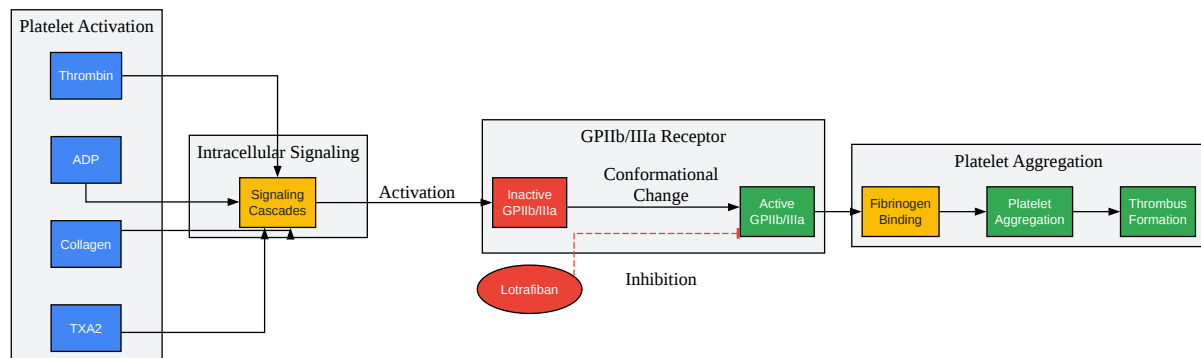 Platelet Activation
Thrombin
ADP
Collagen
TXA2
Intracellular Signaling
Signaling
Cascades
Activation
GPIIb/IIIa Receptor
Inactive
GPIIb/IIIa
Conformational
Change
Active
GPIIb/IIIa
Lotrafiban
Inhibition
Platelet Aggregation
Fibrinogen
Binding
Platelet
Aggregation
Thrombus
Formation